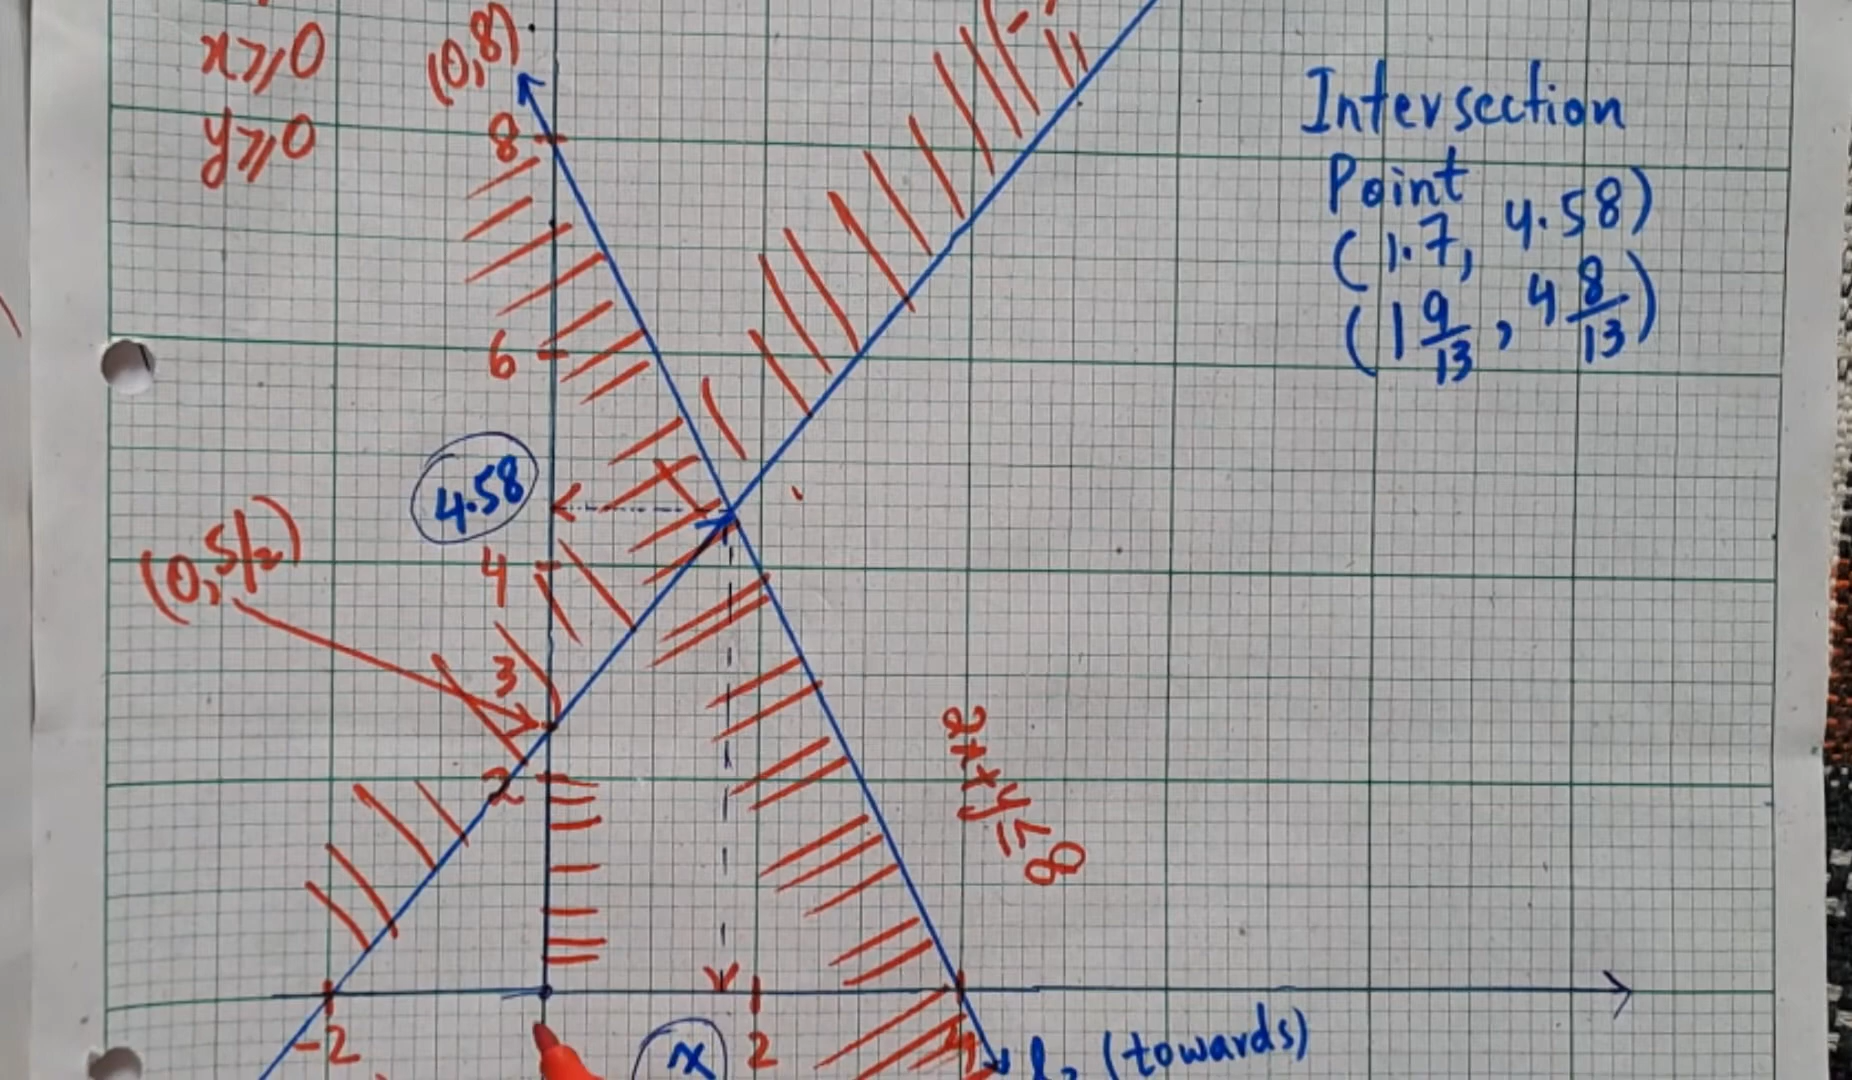 x ≥ 0
y ≥ 0
(0,8)
8
6
4.58
4
(0, 5/2)
3
2
-2
x
2
4
2x+y≤8
(towards)
Intersection
Point
(1.7, 4.58)
(1 9/13, 4 8/13)